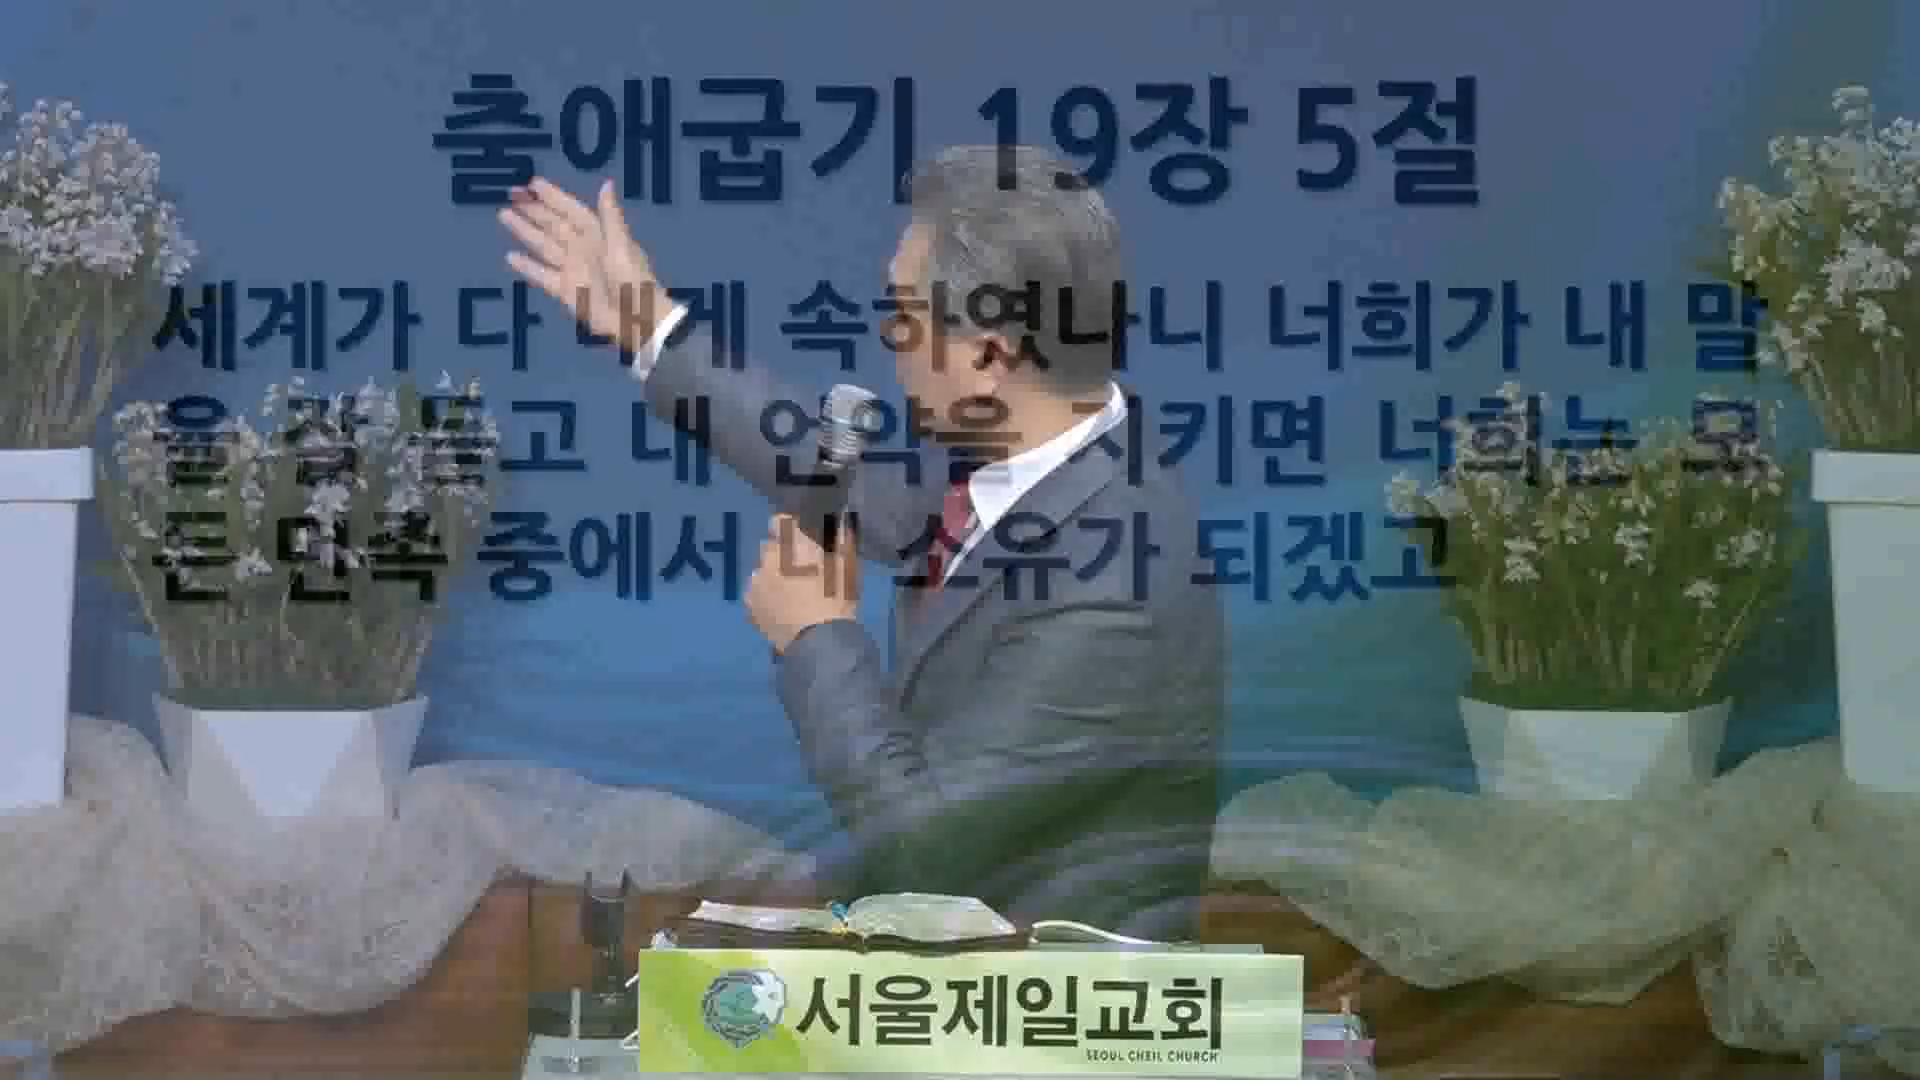 출애굽기 19장 5절
세계가 다 내게 속하였나니 너희가 내 말
을 잘 듣고 내 언약을 지키면 너희는 모
든 민족 중에서 내 소유가 되겠고
서울제일교회
SEOUL CHEIL CHURCH